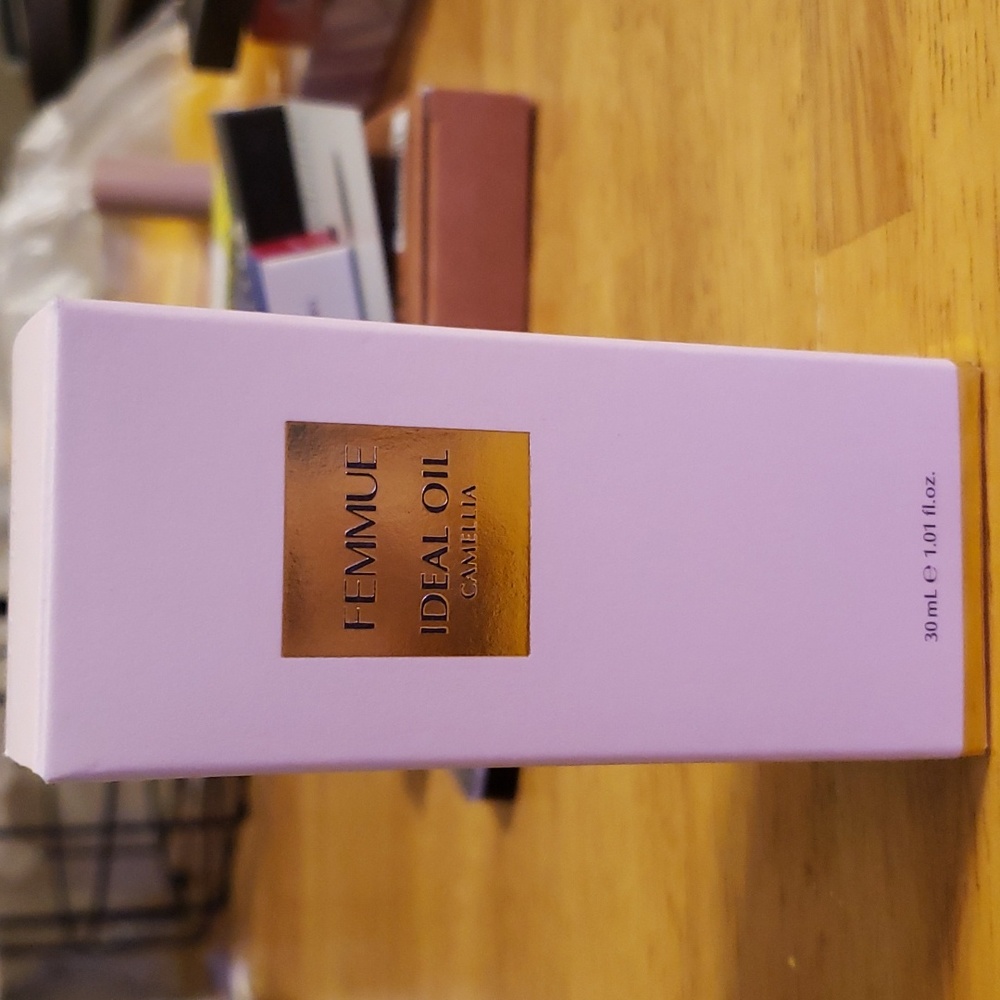 FEMMUE
IDEAL OIL
CAMELLIA
30 mL ℮ 1.01 fl.oz.